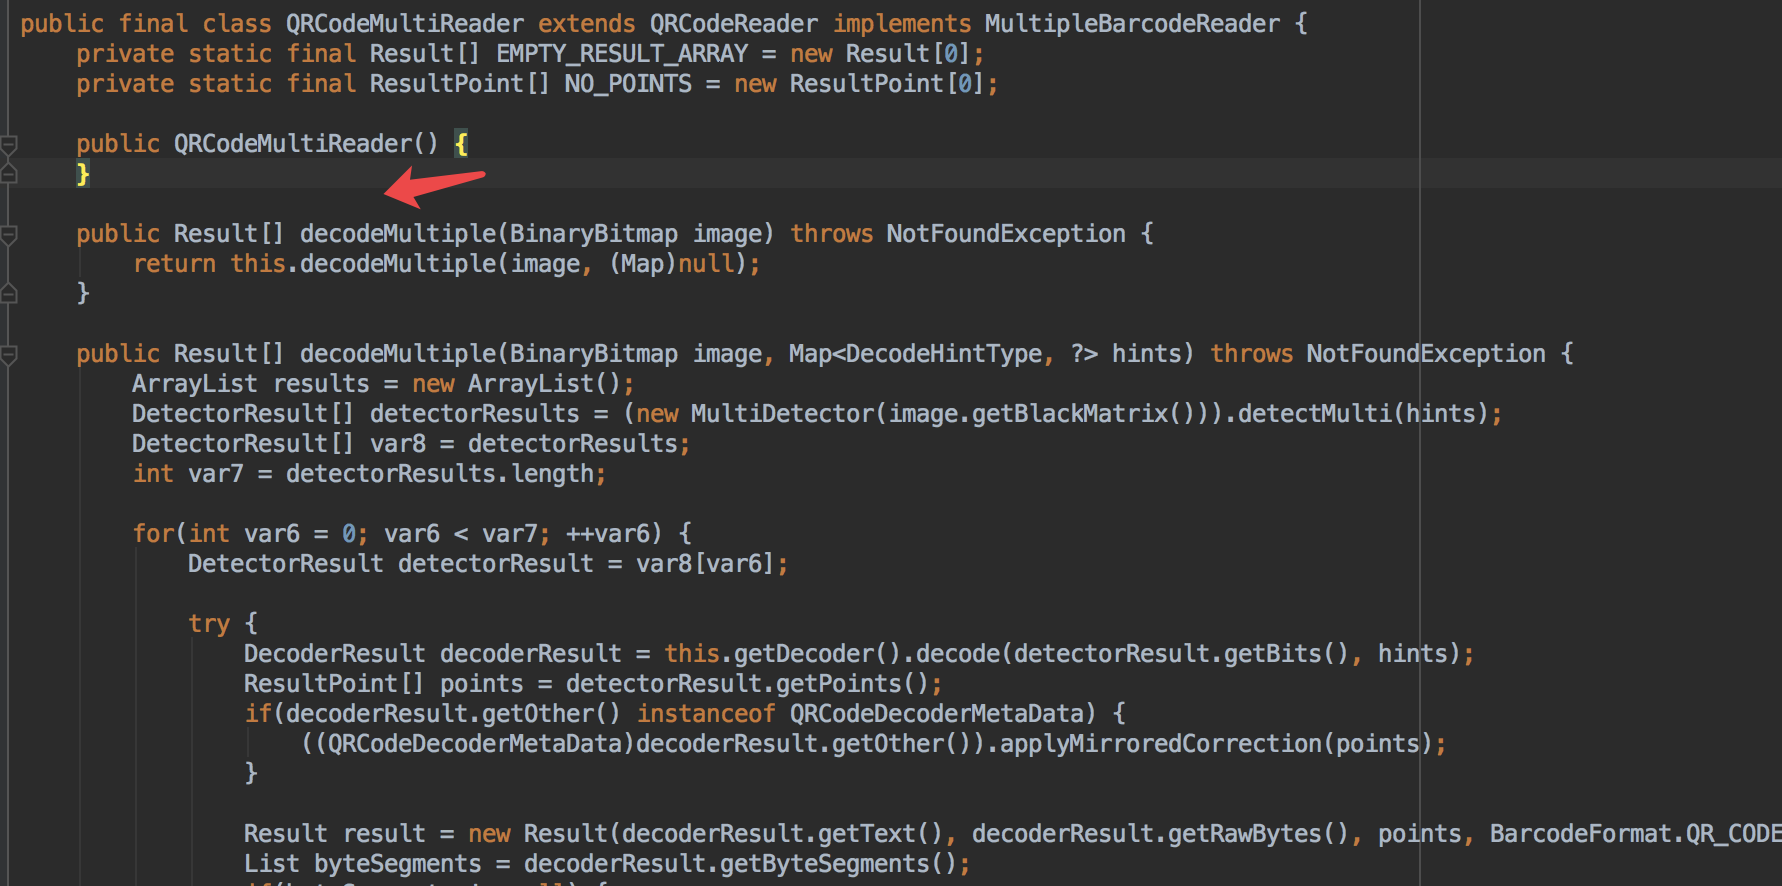 public final class QRCodeMultiReader extends QRCodeReader implements MultipleBarcodeReader {
    private static final Result[] EMPTY_RESULT_ARRAY = new Result[0];
    private static final ResultPoint[] NO_POINTS = new ResultPoint[0];

    public QRCodeMultiReader() {
    }

    public Result[] decodeMultiple(BinaryBitmap image) throws NotFoundException {
        return this.decodeMultiple(image, (Map)null);
    }

    public Result[] decodeMultiple(BinaryBitmap image, Map<DecodeHintType, ?> hints) throws NotFoundException {
        ArrayList results = new ArrayList();
        DetectorResult[] detectorResults = (new MultiDetector(image.getBlackMatrix())).detectMulti(hints);
        DetectorResult[] var8 = detectorResults;
        int var7 = detectorResults.length;

        for(int var6 = 0; var6 < var7; ++var6) {
            DetectorResult detectorResult = var8[var6];

            try {
                DecoderResult decoderResult = this.getDecoder().decode(detectorResult.getBits(), hints);
                ResultPoint[] points = detectorResult.getPoints();
                if(decoderResult.getOther() instanceof QRCodeDecoderMetaData) {
                    ((QRCodeDecoderMetaData)decoderResult.getOther()).applyMirroredCorrection(points);
                }

                Result result = new Result(decoderResult.getText(), decoderResult.getRawBytes(), points, BarcodeFormat.QR_CODE
                List byteSegments = decoderResult.getByteSegments();